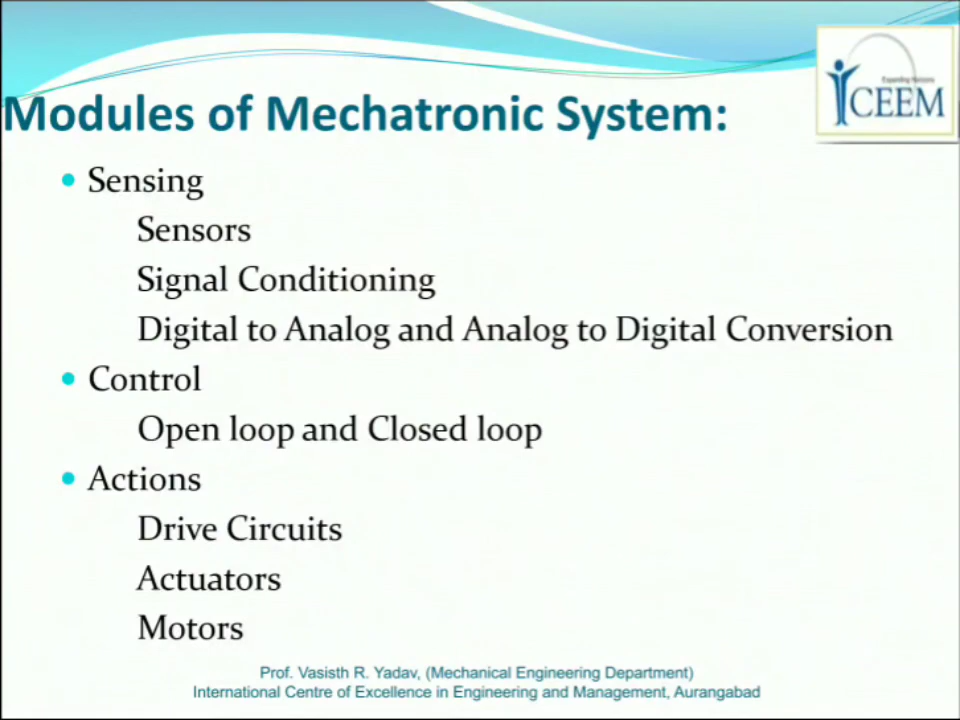 Expanding Horizons
ICEEM
Modules of Mechatronic System:
Sensing
Sensors
Signal Conditioning
Digital to Analog and Analog to Digital Conversion
Control
Open loop and Closed loop
Actions
Drive Circuits
Actuators
Motors
Prof. Vasisth R. Yadav, (Mechanical Engineering Department)
International Centre of Excellence in Engineering and Management, Aurangabad